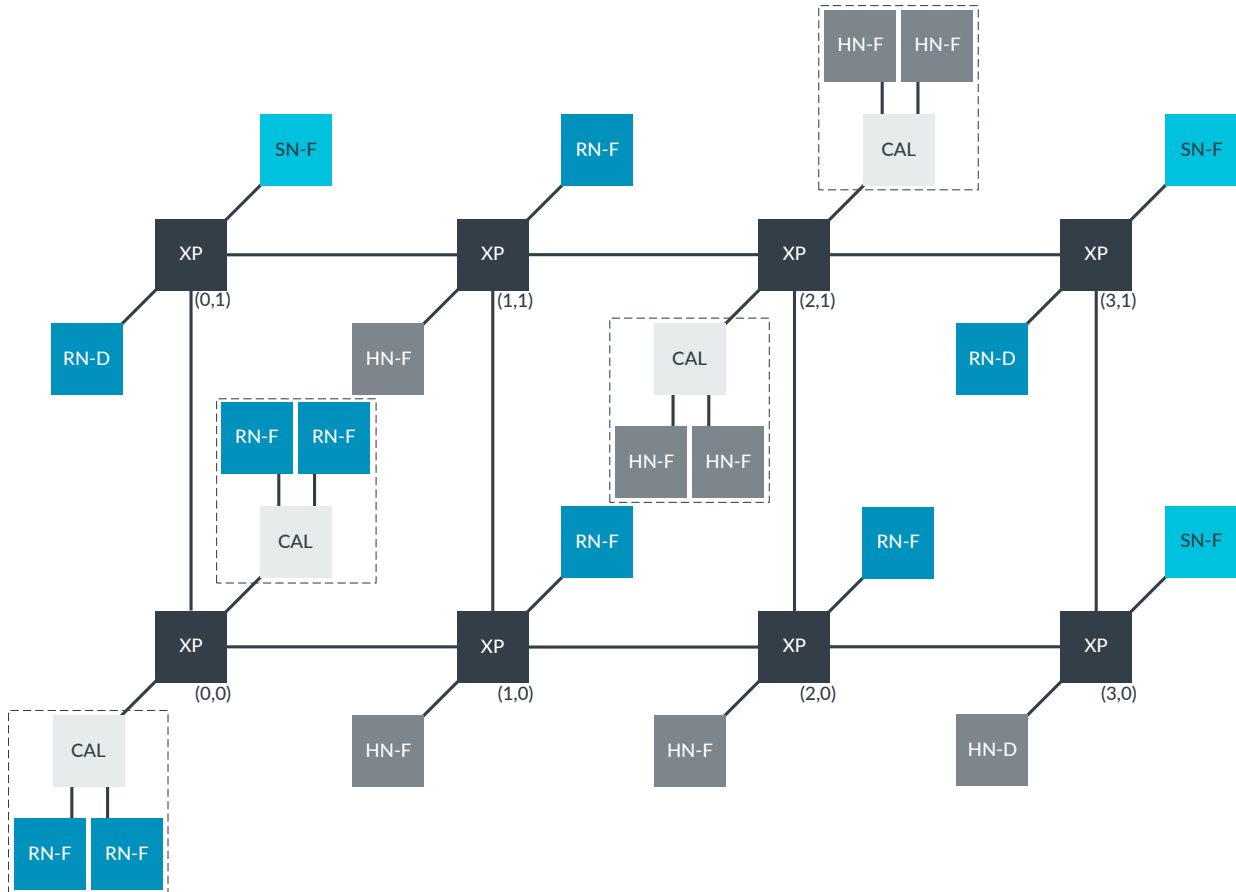 HN-F HN-F
SN-F RN-F CAL SN-F
XP XP XP XP
(0,1) (1,1) (2,1) (3,1)
RN-D HN-F CAL RN-D
RN-F RN-F HN-F HN-F
CAL RN-F RN-F SN-F
XP XP XP XP
(0,0) (1,0) (2,0) (3,0)
CAL HN-F HN-F HN-D
RN-F RN-F